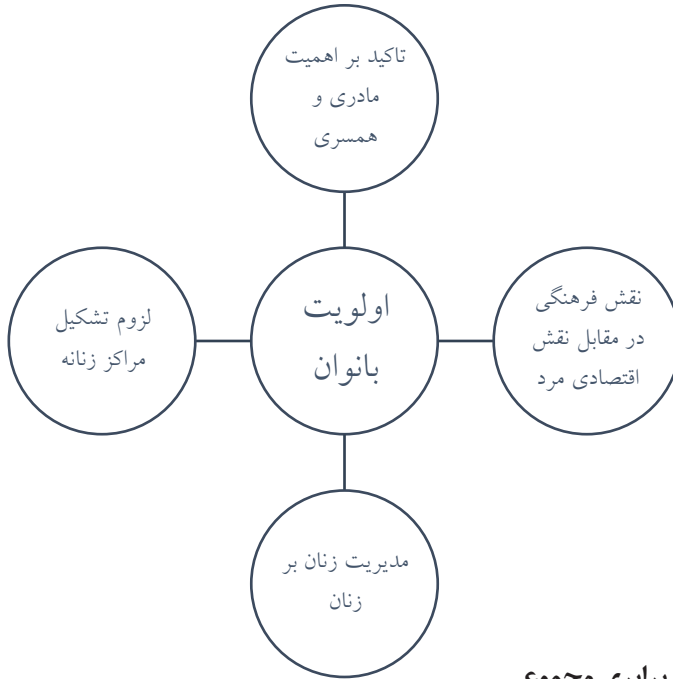 تاکید بر اهمیت
مادری و
همسری
نقش فرهنگی
در مقابل نقش
اقتصادی مرد
اولویت
بانوان
لزوم تشکیل
مراکز زنانه
مدیریت زنان بر
زنان